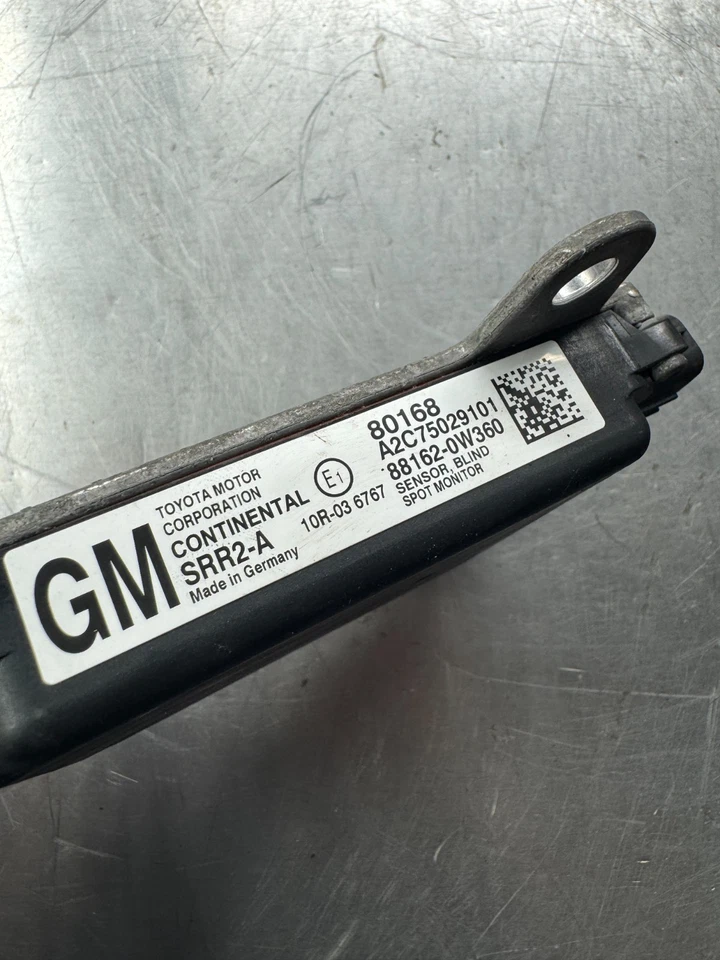 GM
TOYOTA MOTOR
CORPORATION
CONTINENTAL
SRR2-A
Made in Germany
E1
10R-03 6767
80168
A2C75029101
88162-0W360
SENSOR, BLIND
SPOT MONITOR